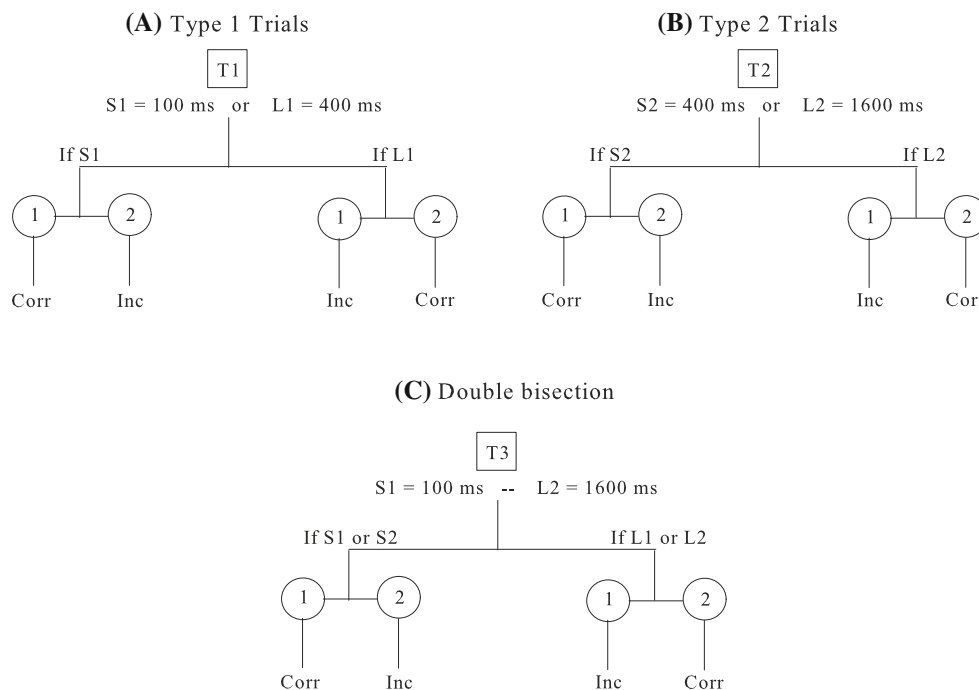 (A) Type 1 Trials
T1
S1 = 100 ms or L1 = 400 ms
If S1
If L1
1
2
1
2
Corr
Inc
Inc
Corr
(B) Type 2 Trials
T2
S2 = 400 ms or L2 = 1600 ms
If S2
If L2
1
2
1
2
Corr
Inc
Inc
Cor
(C) Double bisection
T3
S1 = 100 ms -- L2 = 1600 ms
If S1 or S2
If L1 or L2
1
2
1
2
Corr
Inc
Inc
Corr